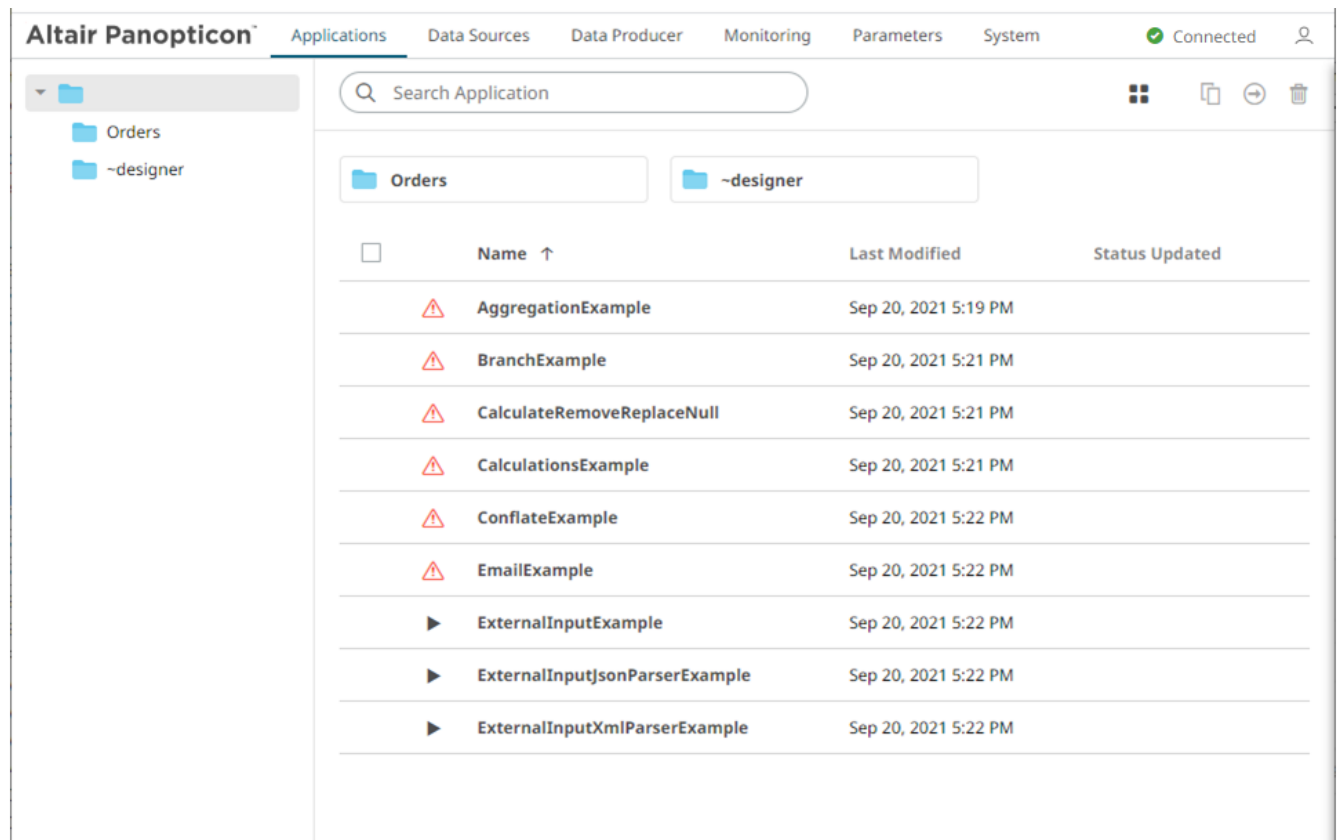 Altair Panopticon™ Applications Data Sources Data Producer Monitoring Parameters System Connected
Search Application
Orders
~designer
Orders ~designer
Name ↑ Last Modified Status Updated
AggregationExample Sep 20, 2021 5:19 PM
BranchExample Sep 20, 2021 5:21 PM
CalculateRemoveReplaceNull Sep 20, 2021 5:21 PM
CalculationsExample Sep 20, 2021 5:21 PM
ConflateExample Sep 20, 2021 5:22 PM
EmailExample Sep 20, 2021 5:22 PM
ExternalInputExample Sep 20, 2021 5:22 PM
ExternalInputJsonParserExample Sep 20, 2021 5:22 PM
ExternalInputXmlParserExample Sep 20, 2021 5:22 PM